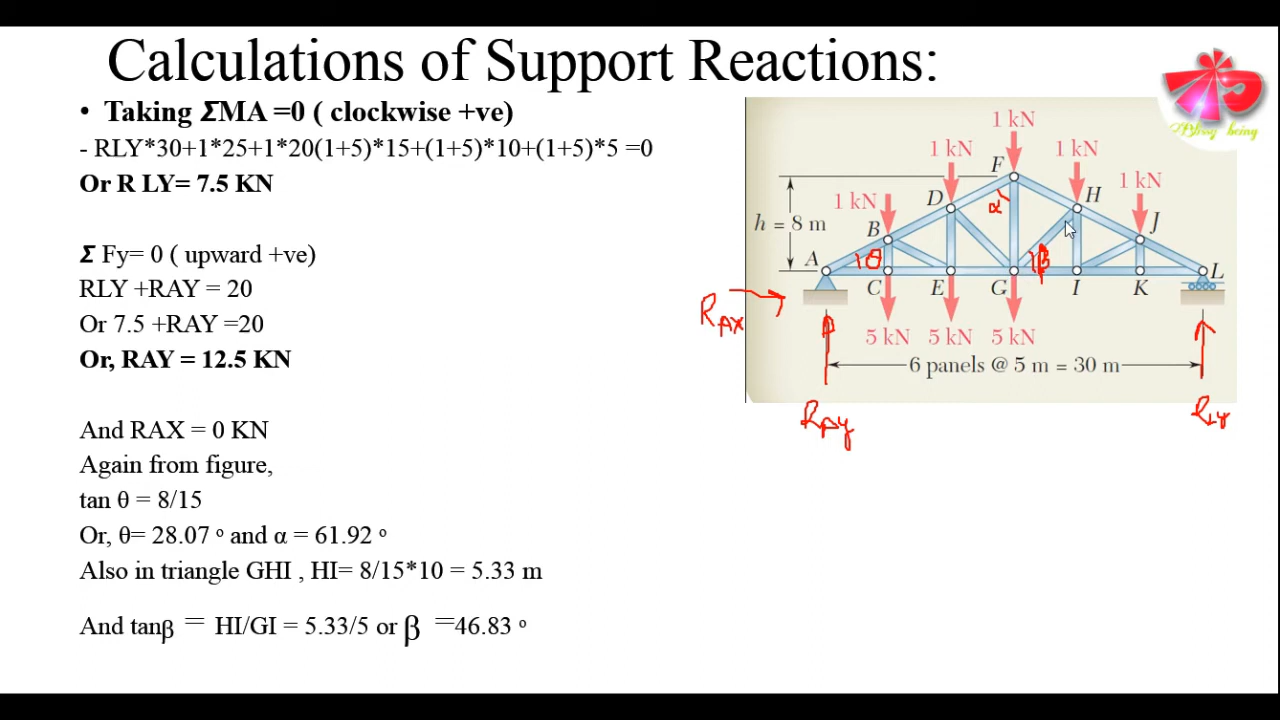 Calculations of Support Reactions:
• Taking ΣMA =0 ( clockwise +ve)
- RLY*30+1*25+1*20(1+5)*15+(1+5)*10+(1+5)*5 =0
Or R LY= 7.5 KN
Σ Fy= 0 ( upward +ve)
RLY +RAY = 20
Or 7.5 +RAY =20
Or, RAY = 12.5 KN
And RAX = 0 KN
Again from figure,
tan θ = 8/15
Or, θ= 28.07 º and α = 61.92 º
Also in triangle GHI , HI= 8/15*10 = 5.33 m
And tanβ = HI/GI = 5.33/5 or β =46.83 º
Blissy being
1 kN
1 kN 1 kN
F
1 kN
1 kN
D H
α
h = 8 m
B J
A θ β L
C E G I K
RAX
5 kN 5 kN 5 kN
6 panels @ 5 m = 30 m
RAy RLy